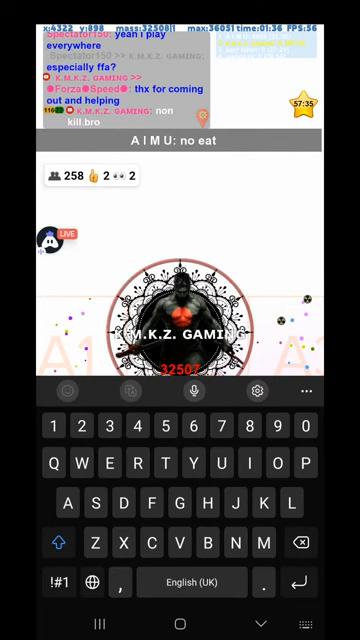 x:4322 y:898 mass:32508|1 max:36051 time:01:36 FPS:56
Spectator150: yeah I play
everywhere
Spectator150 >> K.M.K.Z. GAMING:
especially ffa?
K.M.K.Z. GAMING >>
●Forza●Speed●: thx for coming
out and helping
K.M.K.Z. GAMING: non
kill.bro
57:35
A I M U: no eat
258 2 2
LIVE
K.M.K.Z. GAMING
32507
A1
1 2 3 4 5 6 7 8 9 0
Q W E R T Y U I O P
A S D F G H J K L
Z X C V B N M
!#1 , English (UK) .